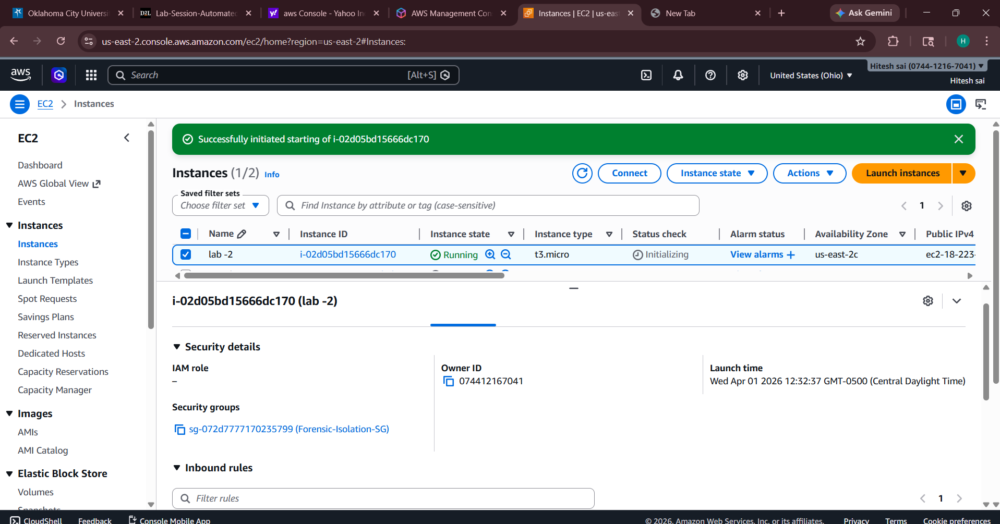 Oklahoma City Universi
D2L Lab-Session-Automatec
aws Console - Yahoo In
AWS Management Con
Instances | EC2 | us-east
New Tab
Ask Gemini
us-east-2.console.aws.amazon.com/ec2/home?region=us-east-2#Instances:
H
aws
Search [Alt+S]
United States (Ohio)
Hitesh sai (0744-1216-7041)
Hitesh sai
EC2 Instances
EC2
Dashboard
AWS Global View
Events
Instances
Instances
Instance Types
Launch Templates
Spot Requests
Savings Plans
Reserved Instances
Dedicated Hosts
Capacity Reservations
Capacity Manager
Images
AMIs
AMI Catalog
Elastic Block Store
Volumes
Snapshots
Successfully initiated starting of i-02d05bd15666dc170
Instances (1/2) Info
Connect
Instance state
Actions
Launch instances
Saved filter sets
Choose filter set
Find Instance by attribute or tag (case-sensitive)
1
Name Instance ID Instance state Instance type Status check Alarm status Availability Zone Public IPv4
lab -2 i-02d05bd15666dc170 Running t3.micro Initializing View alarms + us-east-2c ec2-18-223-
i-02d05bd15666dc170 (lab -2)
Security details
IAM role
–
Owner ID
074412167041
Launch time
Wed Apr 01 2026 12:32:37 GMT-0500 (Central Daylight Time)
Security groups
sg-072d7777170235799 (Forensic-Isolation-SG)
Inbound rules
Filter rules
1
CloudShell Feedback Console Mobile App © 2026, Amazon Web Services, Inc. or its affiliates. Privacy Terms Cookie preferences